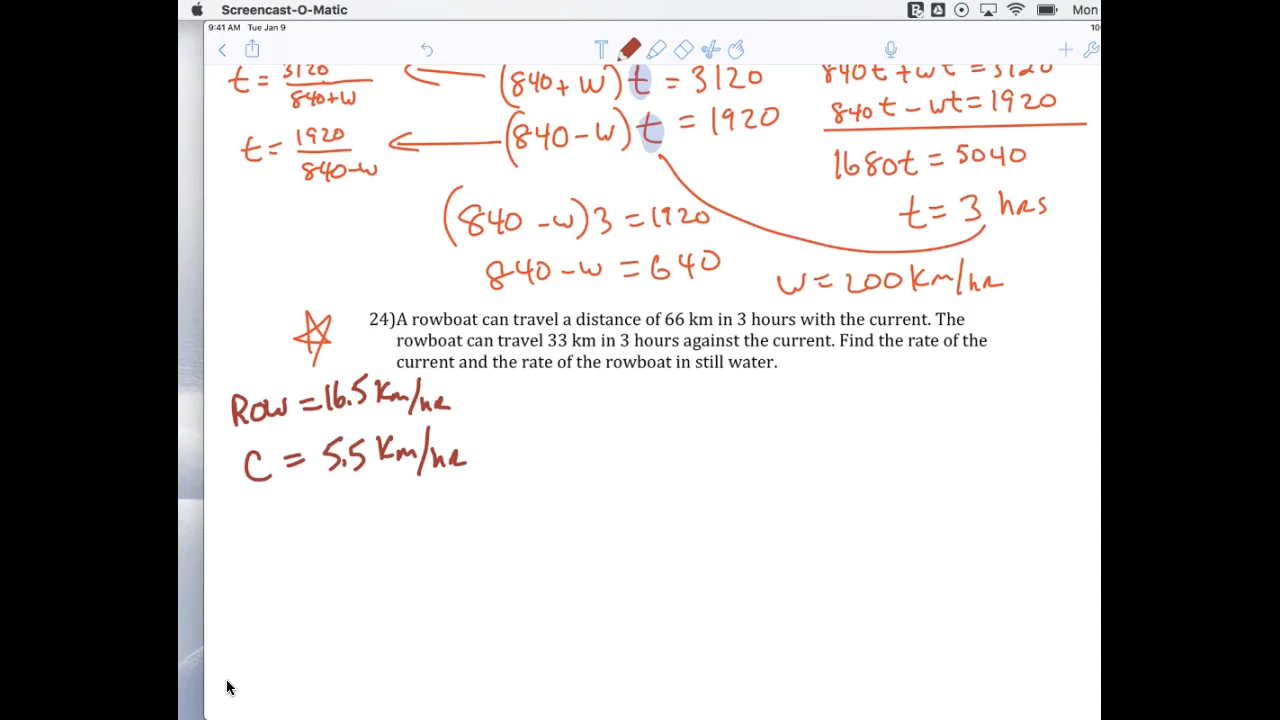 Screencast-O-Matic
Mon
9:41 AM Tue Jan 9
10
t = 3120 / 840+w
(840+w)t = 3120
840t+wt=3120
t = 1920 / 840-w
(840-w)t = 1920
840t-wt=1920
1680t=5040
t=3 hrs
(840-w)3=1920
840-w=640
w=200 km/hr
24)A rowboat can travel a distance of 66 km in 3 hours with the current. The
rowboat can travel 33 km in 3 hours against the current. Find the rate of the
current and the rate of the rowboat in still water.
Row=16.5 Km/hr
C = 5.5 Km/hr